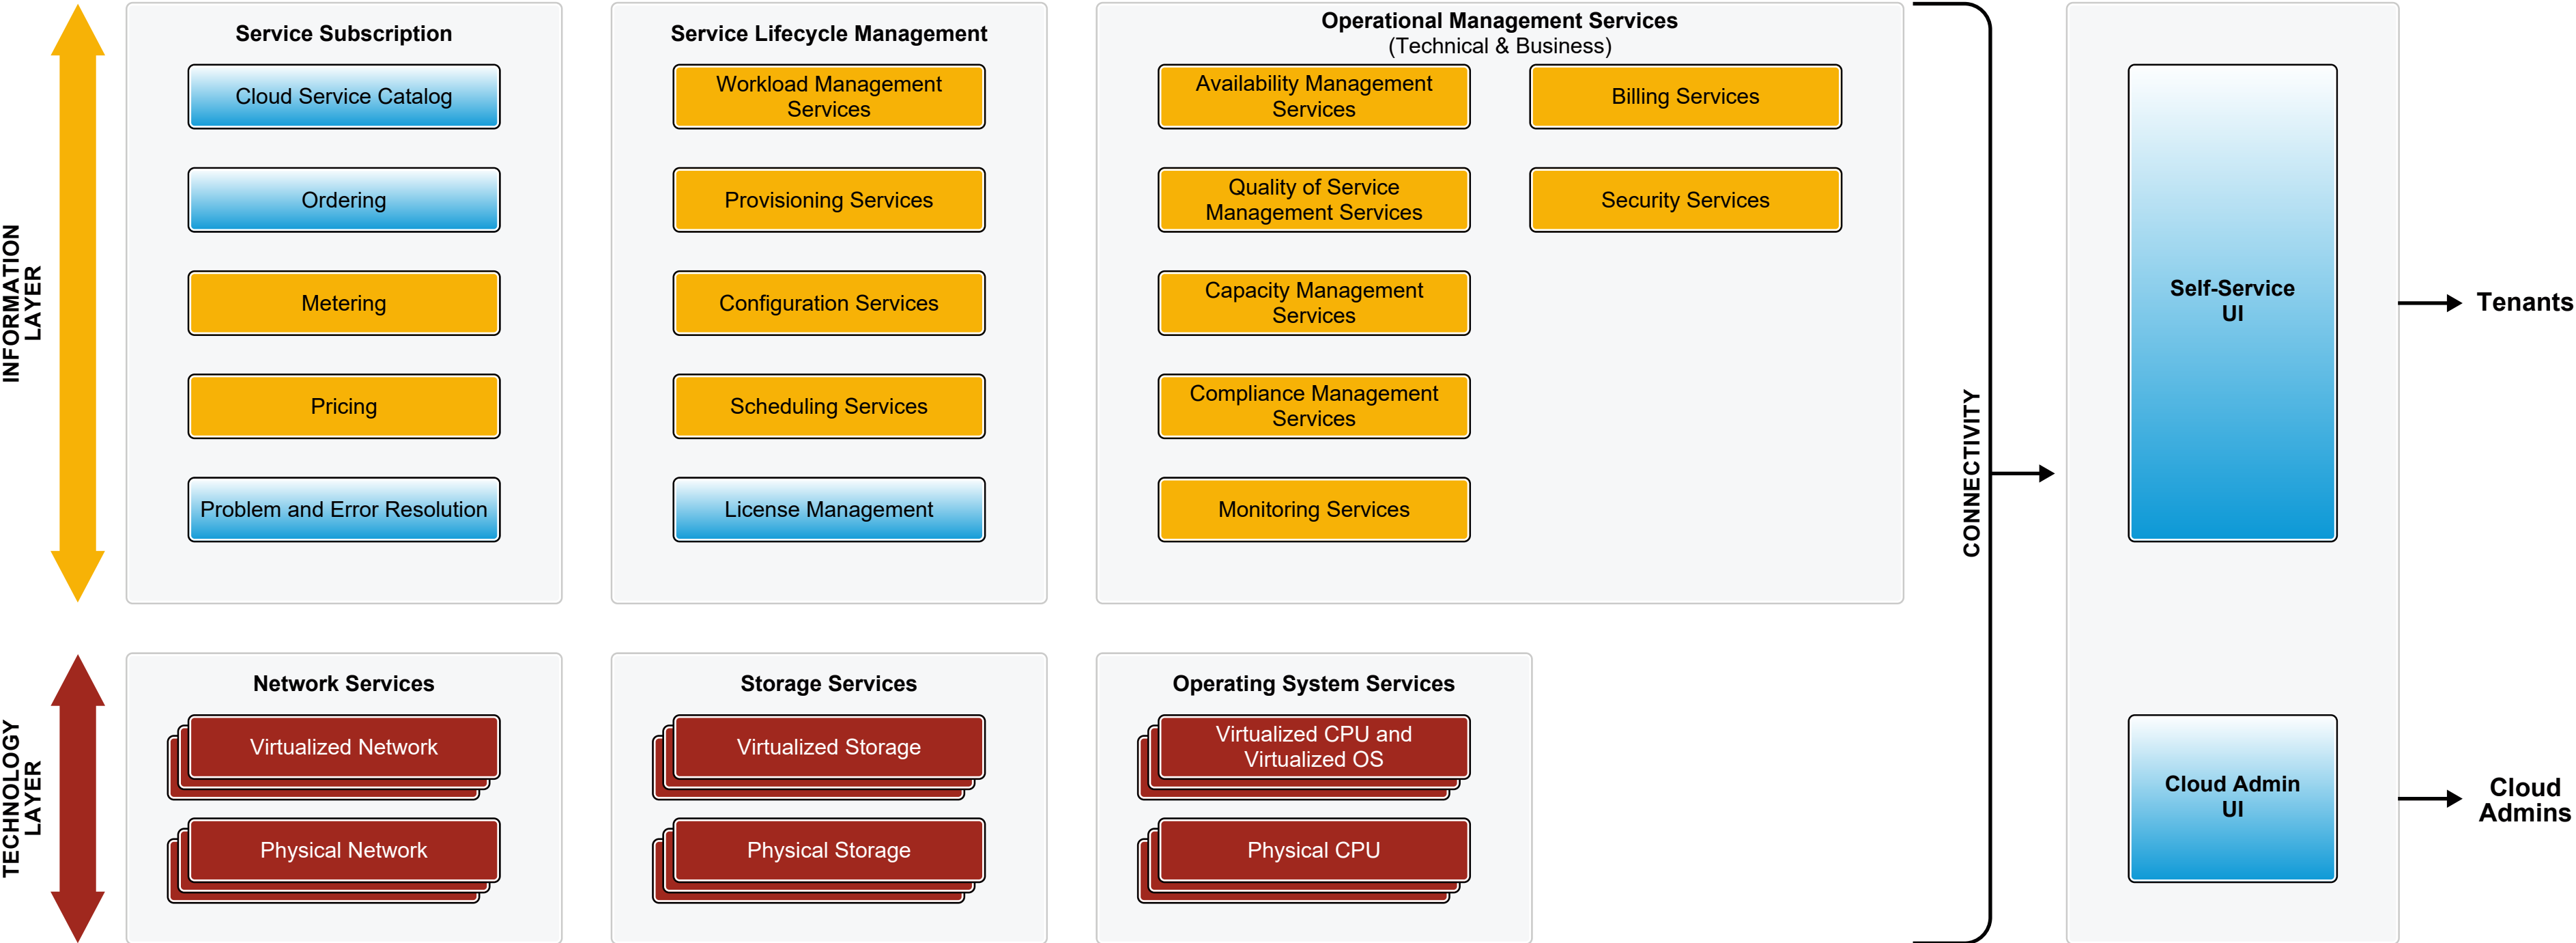 INFORMATION
LAYER
Service Subscription
Cloud Service Catalog
Ordering
Metering
Pricing
Problem and Error Resolution
Service Lifecycle Management
Workload Management
Services
Provisioning Services
Configuration Services
Scheduling Services
License Management
Operational Management Services
(Technical & Business)
Availability Management
Services
Quality of Service
Management Services
Capacity Management
Services
Compliance Management
Services
Monitoring Services
Billing Services
Security Services
TECHNOLOGY
LAYER
Network Services
Virtualized Network
Physical Network
Storage Services
Virtualized Storage
Physical Storage
Operating System Services
Virtualized CPU and
Virtualized OS
Physical CPU
CONNECTIVITY
Self-Service
UI
Tenants
Cloud Admin
UI
Cloud
Admins